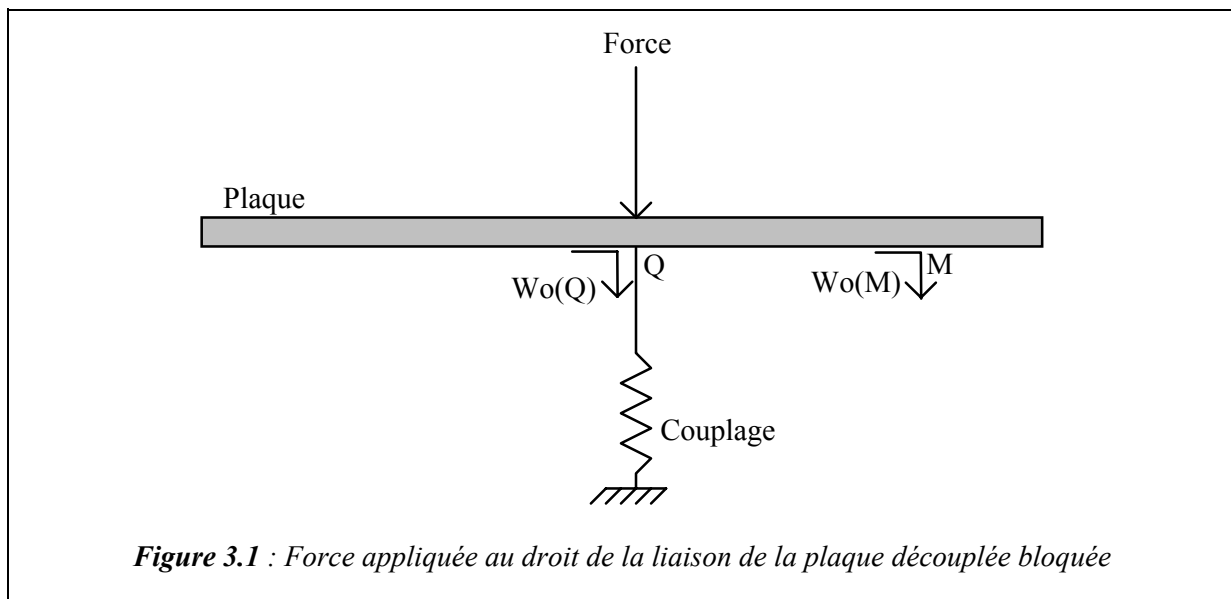 Force
Plaque
Q
M
Wo(Q)
Wo(M)
Couplage
Figure 3.1 : Force appliquée au droit de la liaison de la plaque découplée bloquée